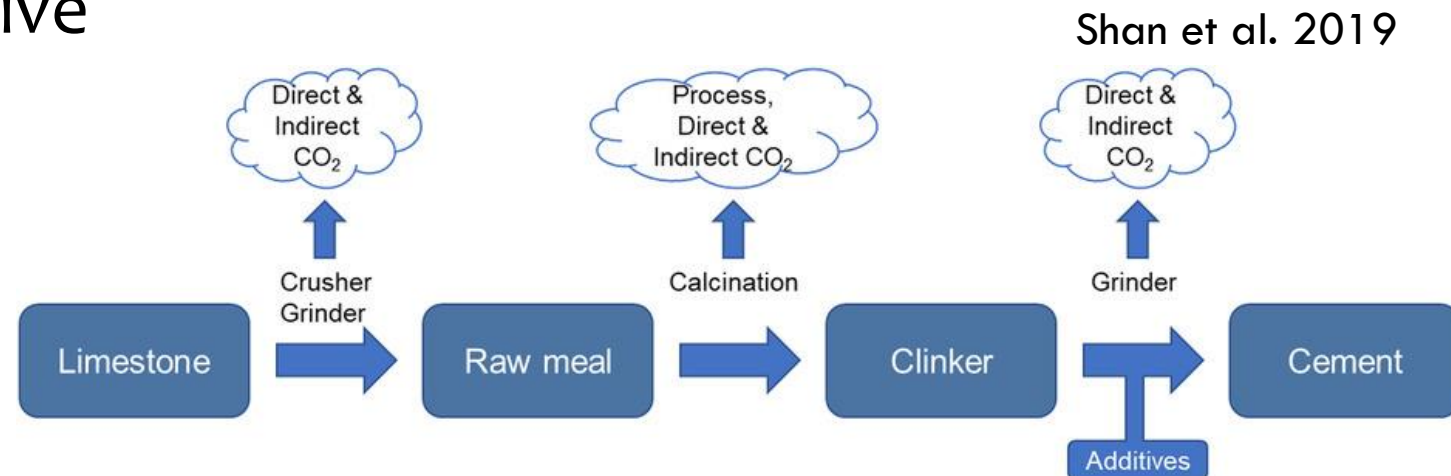 Shan et al. 2019
Direct &
Indirect
CO₂
Process,
Direct &
Indirect CO₂
Direct &
Indirect
CO₂
Crusher
Grinder
Calcination
Grinder
Limestone
Raw meal
Clinker
Cement
Additives